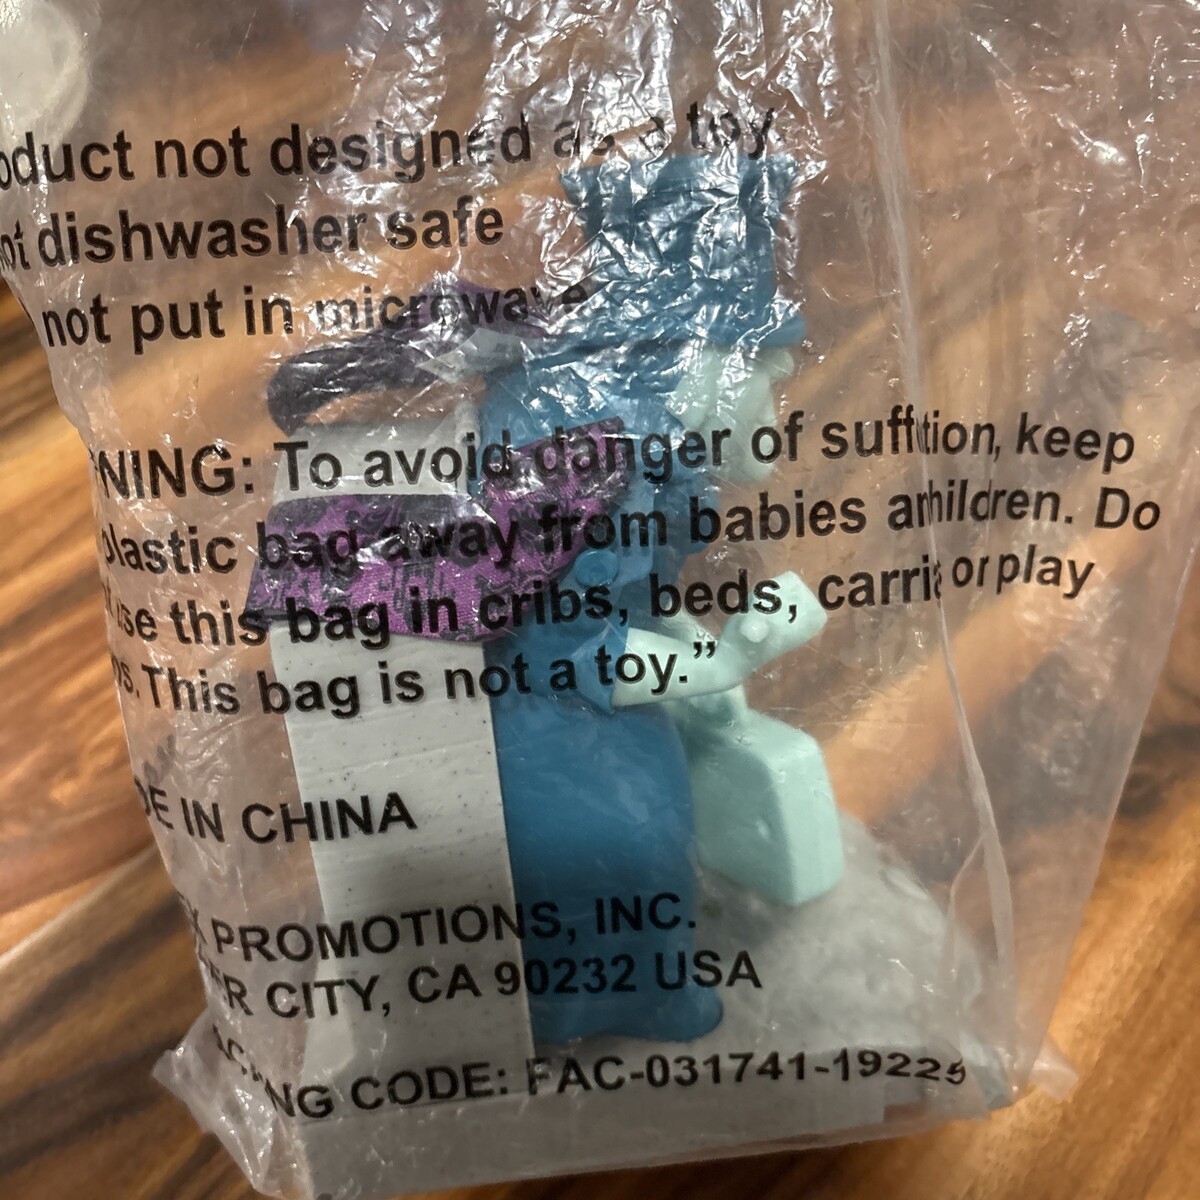 oduct not designed as a toy
ot dishwasher safe
not put in microwave
NING: To avoid danger of suff tion, keep
plastic bag away from babies a hildren. Do
use this bag in cribs, beds, carri or play
s. This bag is not a toy.”
DE IN CHINA
PROMOTIONS, INC.
ER CITY, CA 90232 USA
NG CODE: FAC-031741-19225